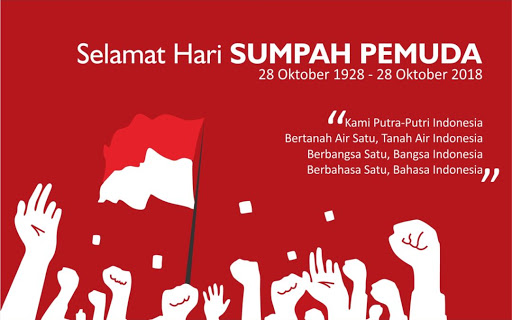 Selamat Hari SUMPAH PEMUDA
28 Oktober 1928 - 28 Oktober 2018
“Kami Putra-Putri Indonesia
Bertanah Air Satu, Tanah Air Indonesia
Berbangsa Satu, Bangsa Indonesia
Berbahasa Satu, Bahasa Indonesia”